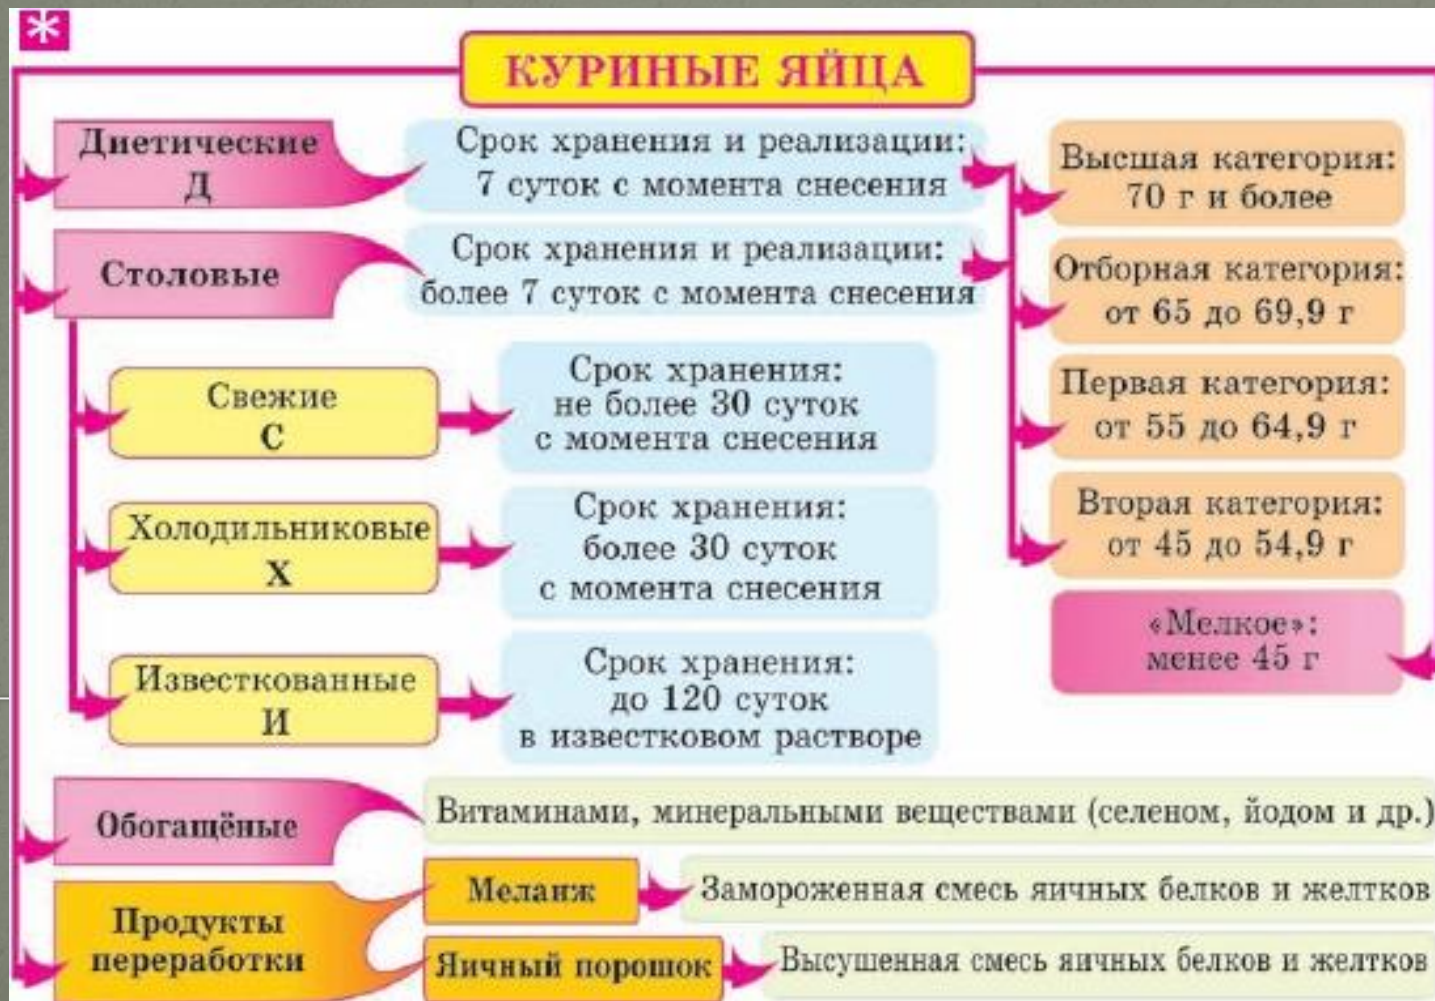 *
КУРИНЫЕ ЯЙЦА
Диетические
Д
Срок хранения и реализации:
7 суток с момента снесения
Высшая категория:
70 г и более
Столовые
Срок хранения и реализации:
более 7 суток с момента снесения
Отборная категория:
от 65 до 69,9 г
Свежие
С
Срок хранения:
не более 30 суток
с момента снесения
Первая категория:
от 55 до 64,9 г
Холодильниковые
Х
Срок хранения:
более 30 суток
с момента снесения
Вторая категория:
от 45 до 54,9 г
Известкованные
И
Срок хранения:
до 120 суток
в известковом растворе
«Мелкое»:
менее 45 г
Обогащёные
Витаминами, минеральными веществами (селеном, йодом и др.)
Продукты
переработки
Меланж
Замороженная смесь яичных белков и желтков
Яичный порошок
Высушенная смесь яичных белков и желтков